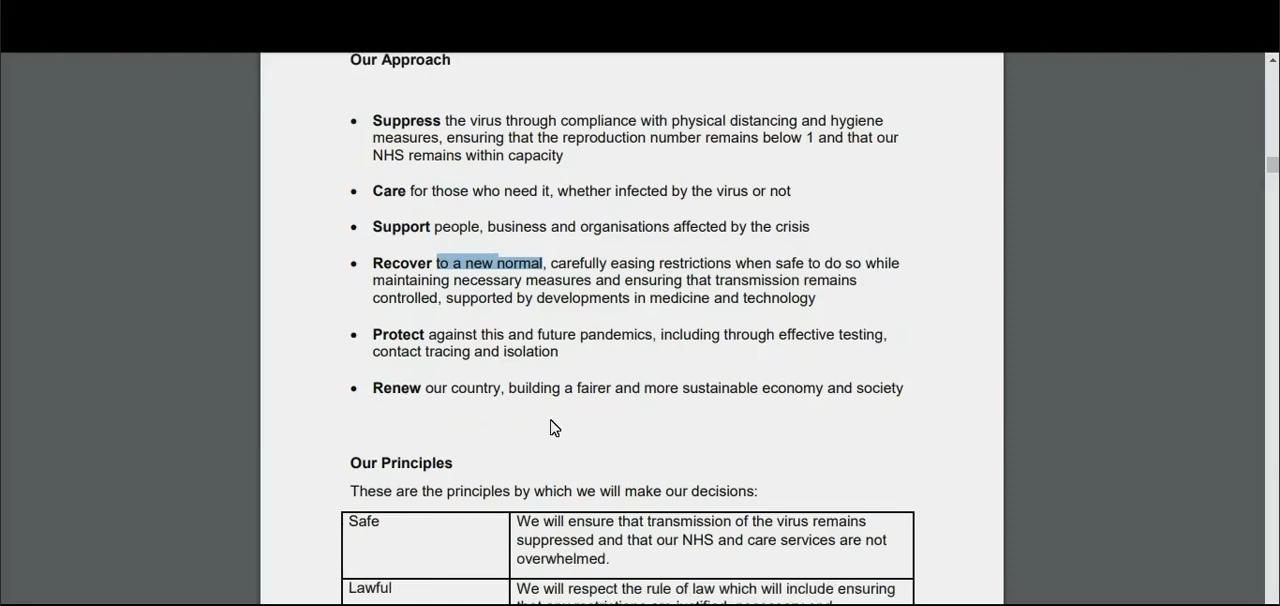 Our Approach
• Suppress the virus through compliance with physical distancing and hygiene
measures, ensuring that the reproduction number remains below 1 and that our
NHS remains within capacity
• Care for those who need it, whether infected by the virus or not
• Support people, business and organisations affected by the crisis
• Recover to a new normal, carefully easing restrictions when safe to do so while
maintaining necessary measures and ensuring that transmission remains
controlled, supported by developments in medicine and technology
• Protect against this and future pandemics, including through effective testing,
contact tracing and isolation
• Renew our country, building a fairer and more sustainable economy and society
Our Principles
These are the principles by which we will make our decisions:
Safe
We will ensure that transmission of the virus remains
suppressed and that our NHS and care services are not
overwhelmed.
Lawful
We will respect the rule of law which will include ensuring
that any restrictions are justified, necessary and